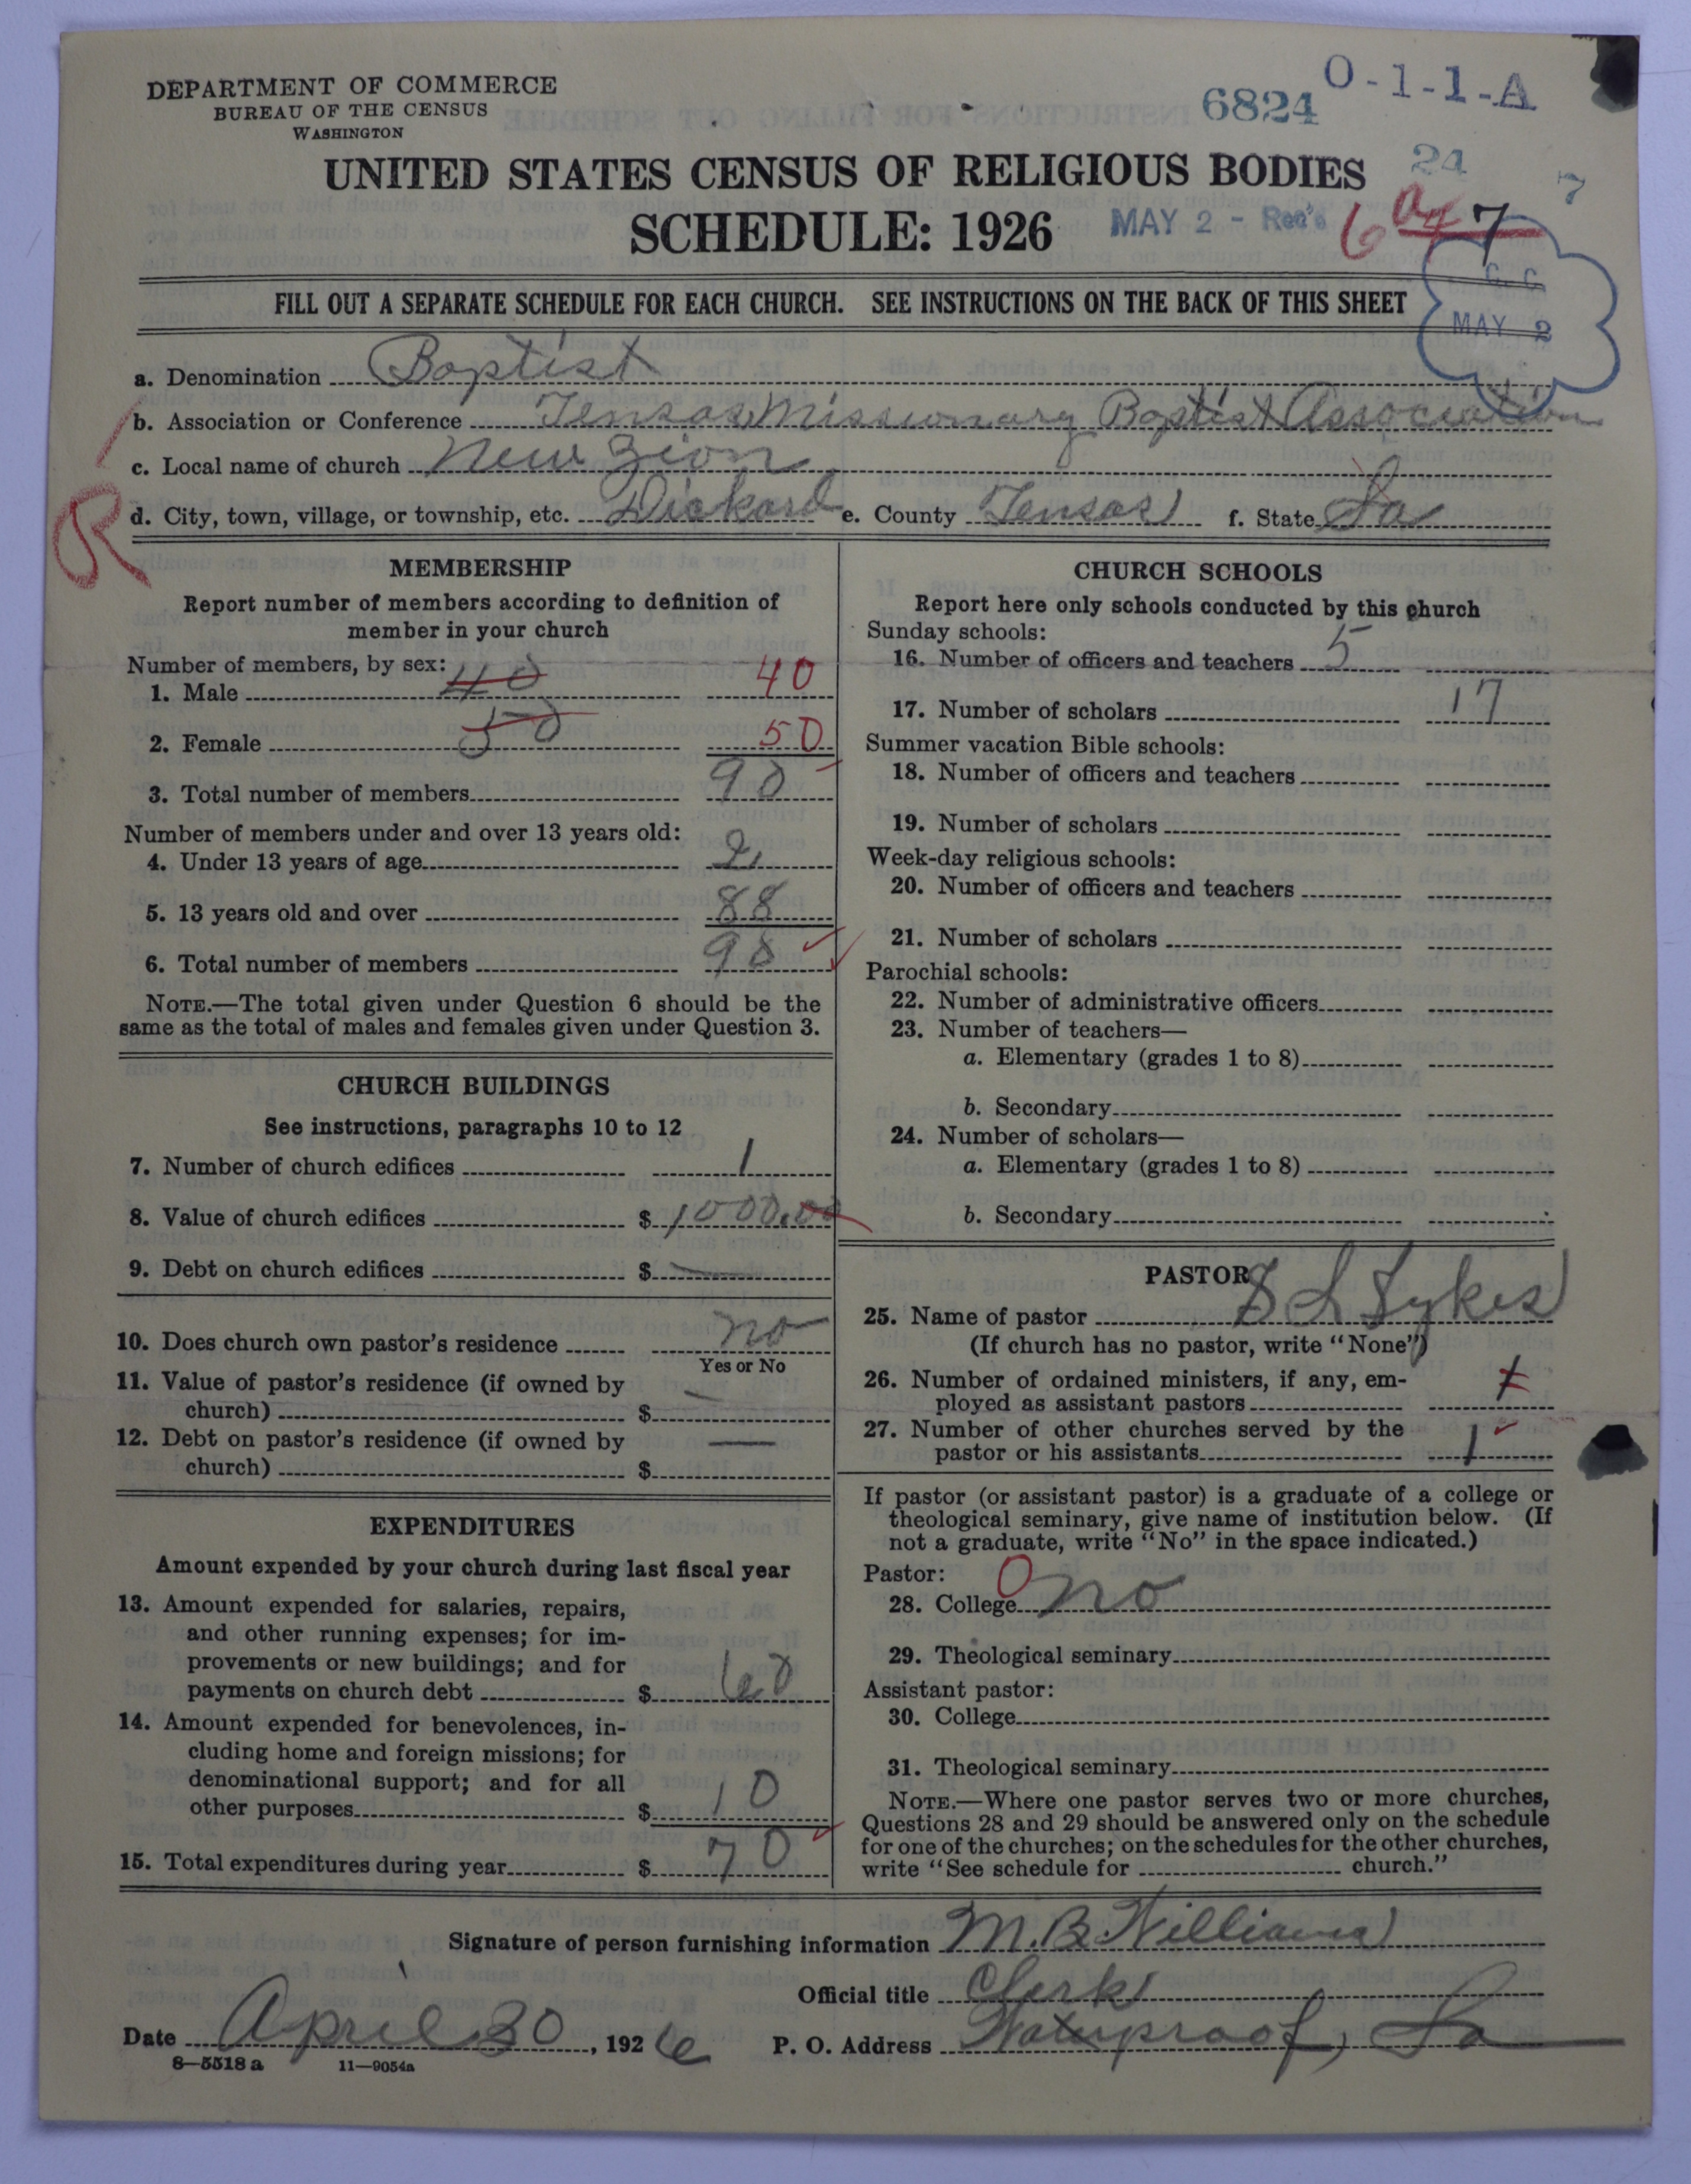 DEPARTMENT OF COMMERCE
BUREAU OF THE CENSUS
WASHINGTON
6824 O-1-1-A
UNITED STATES CENSUS OF RELIGIOUS BODIES 24
7
SCHEDULE: 1926 MAY 2 - Rec'd 6 7
C. C.
MAY 2
FILL OUT A SEPARATE SCHEDULE FOR EACH CHURCH. SEE INSTRUCTIONS ON THE BACK OF THIS SHEET
a. Denomination Baptist
b. Association or Conference Tensas Missionary Baptist Association
c. Local name of church New Zion
R
d. City, town, village, or township, etc. Dickard e. County Tensas f. State La
MEMBERSHIP
Report number of members according to definition of
member in your church
Number of members, by sex:
1. Male 40 40
2. Female 50 50
3. Total number of members 90
Number of members under and over 13 years old:
4. Under 13 years of age 2
5. 13 years old and over 88
6. Total number of members 90
NOTE.—The total given under Question 6 should be the
same as the total of males and females given under Question 3.
CHURCH BUILDINGS
See instructions, paragraphs 10 to 12
7. Number of church edifices 1
8. Value of church edifices $ 1000.00
9. Debt on church edifices $ —
10. Does church own pastor's residence no
Yes or No
11. Value of pastor's residence (if owned by
church) $ —
12. Debt on pastor's residence (if owned by
church) $ —
EXPENDITURES
Amount expended by your church during last fiscal year
13. Amount expended for salaries, repairs,
and other running expenses; for im-
provements or new buildings; and for
payments on church debt $ 60
14. Amount expended for benevolences, in-
cluding home and foreign missions; for
denominational support; and for all
other purposes $ 10
15. Total expenditures during year $ 70
CHURCH SCHOOLS
Report here only schools conducted by this church
Sunday schools:
16. Number of officers and teachers 5
17. Number of scholars 17
Summer vacation Bible schools:
18. Number of officers and teachers
19. Number of scholars
Week-day religious schools:
20. Number of officers and teachers
21. Number of scholars
Parochial schools:
22. Number of administrative officers
23. Number of teachers—
a. Elementary (grades 1 to 8)
b. Secondary
24. Number of scholars—
a. Elementary (grades 1 to 8)
b. Secondary
PASTOR
25. Name of pastor S L Sykes
(If church has no pastor, write "None")
26. Number of ordained ministers, if any, em-
ployed as assistant pastors
27. Number of other churches served by the
pastor or his assistants 1
If pastor (or assistant pastor) is a graduate of a college or
theological seminary, give name of institution below. (If
not a graduate, write "No" in the space indicated.)
Pastor: 0
28. College no
29. Theological seminary
Assistant pastor:
30. College
31. Theological seminary
NOTE.—Where one pastor serves two or more churches,
Questions 28 and 29 should be answered only on the schedule
for one of the churches; on the schedules for the other churches,
write "See schedule for church."
Signature of person furnishing information M. B. Williams
Official title Clerk
Date April 30, 1926 P. O. Address Waterproof, La
8—5518 a 11—9054a